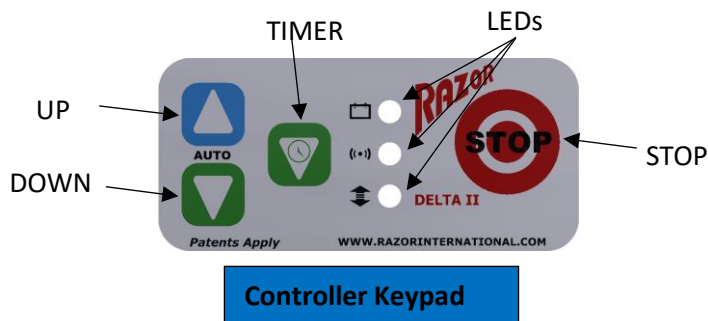 TIMER
LEDs
UP
RAZOR
STOP
AUTO
STOP
DOWN
DELTA II
Patents Apply
WWW.RAZORINTERNATIONAL.COM
Controller Keypad